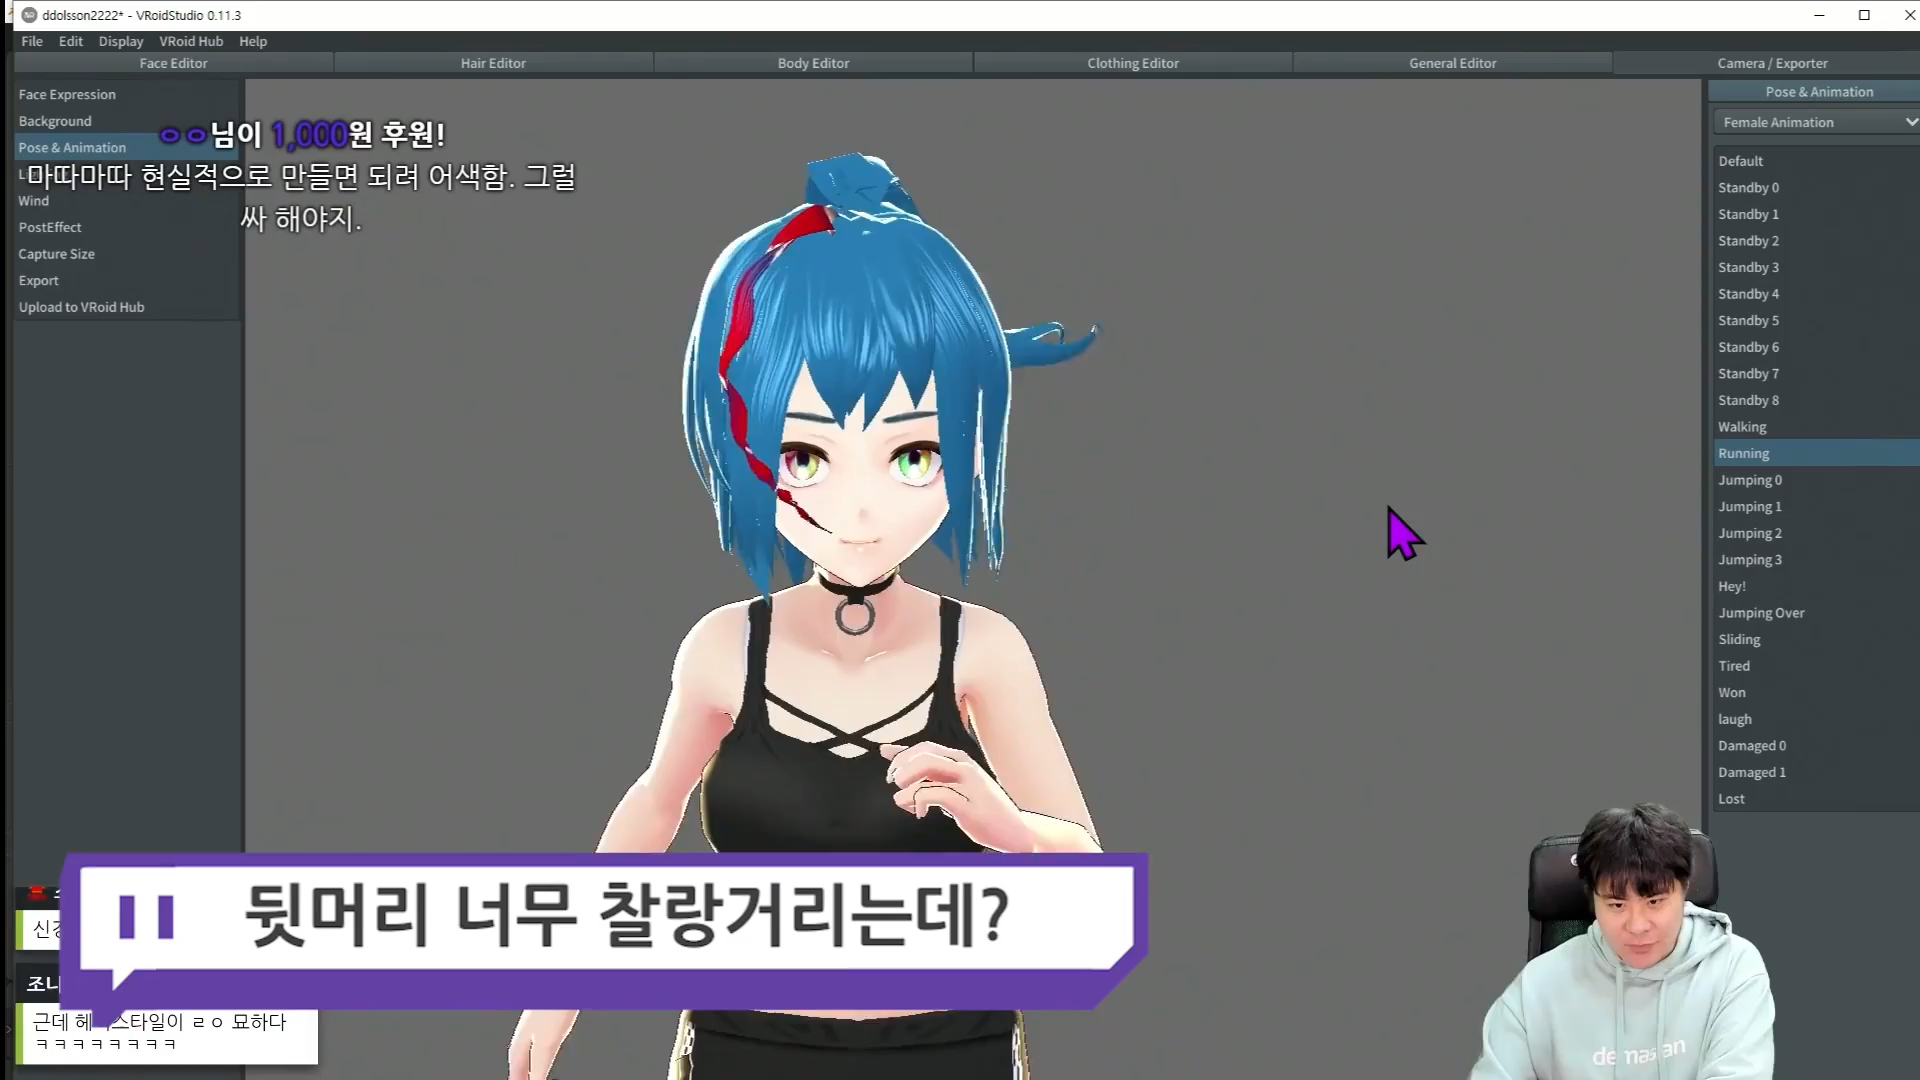 ddolsson2222* - VRoidStudio 0.11.3
File Edit Display VRoid Hub Help
Face Editor Hair Editor Body Editor Clothing Editor General Editor Camera / Exporter
Face Expression
Background
Pose & Animation
Wind
PostEffect
Capture Size
Export
Upload to VRoid Hub
ㅇㅇ님이 1,000원 후원!
마따마따 현실적으로 만들면 되려 어색함. 그럴
싸 해야지.
Pose & Animation
Female Animation
Default
Standby 0
Standby 1
Standby 2
Standby 3
Standby 4
Standby 5
Standby 6
Standby 7
Standby 8
Walking
Running
Jumping 0
Jumping 1
Jumping 2
Jumping 3
Hey!
Jumping Over
Sliding
Tired
Won
laugh
Damaged 0
Damaged 1
Lost
뒷머리 너무 찰랑거리는데?
조니
근데 헤 스타일이 ㄹㅇ 묘하다
ㅋㅋㅋㅋㅋㅋㅋㅋ